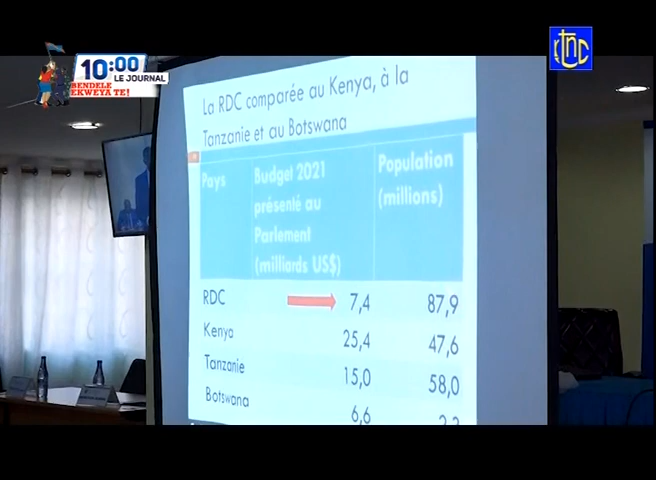 10:00
LE JOURNAL
BENDELE
EKWEYA TE!
rtnc
La RDC comparée au Kenya, à la
Tanzanie et au Botswana
Pays
Budget 2021
présenté au
Parlement
(milliards US$)
Population
(millions)
RDC 7,4 87,9
Kenya 25,4 47,6
Tanzanie 15,0 58,0
Botswana 6,6